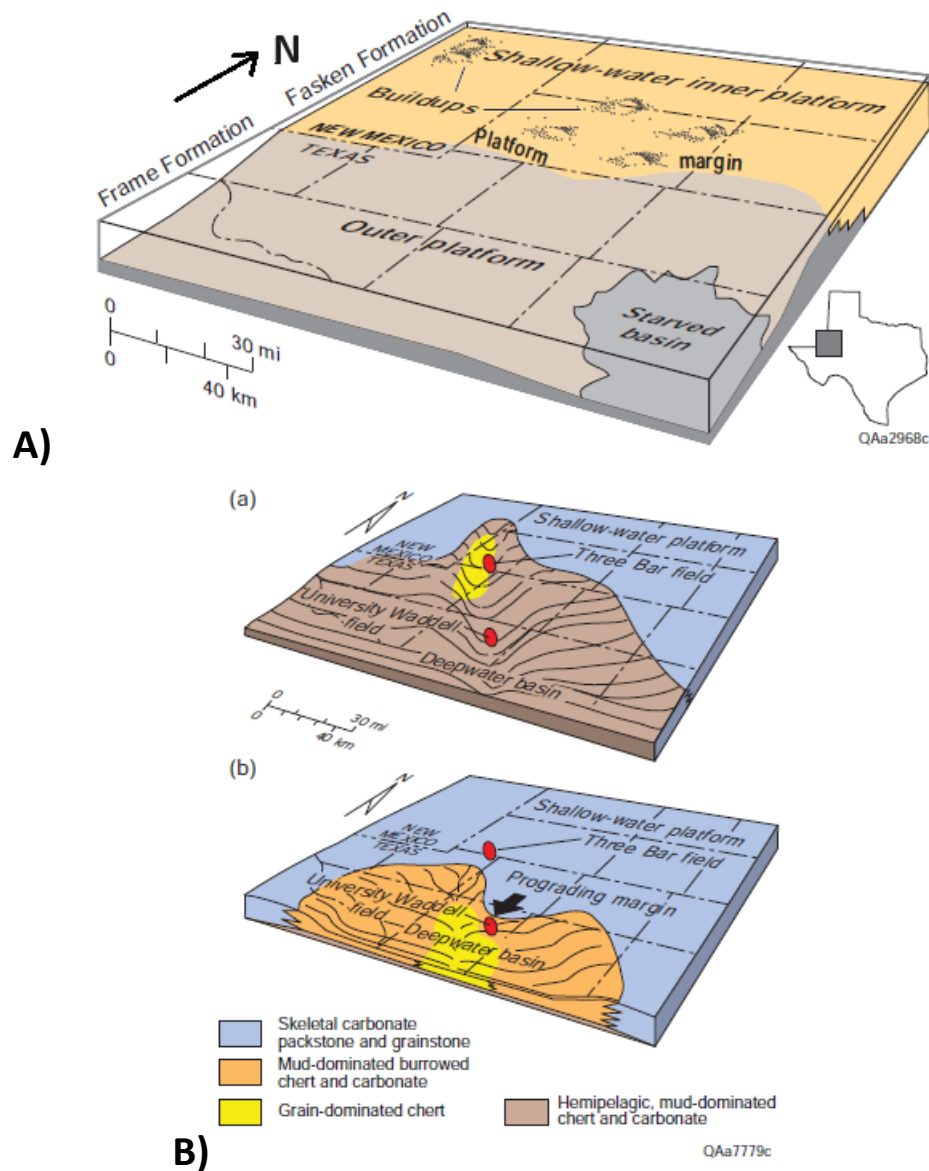 N
Fasken Formation
Frame Formation
Shallow-water inner platform
Buildups
NEW MEXICO
TEXAS
Platform
margin
Outer platform
Starved
basin
0
30 mi
0
40 km
QAa2968c
A)
(a)
N
Shallow-water platform
NEW
MEXICO
TEXAS
Three Bar field
University Waddell
field
Deepwater basin
0
30 mi
0
40 km
(b)
N
Shallow-water platform
NEW
MEXICO
TEXAS
Three Bar field
Prograding margin
University Waddell
field
Deepwater basin
Skeletal carbonate
packstone and grainstone
Mud-dominated burrowed
chert and carbonate
Grain-dominated chert
Hemipelagic, mud-dominated
chert and carbonate
QAa7779c
B)